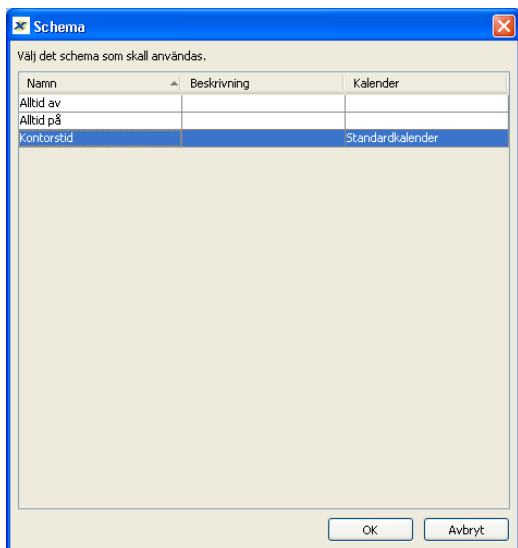 Schema
Välj det schema som skall användas.
Namn Beskrivning Kalender
Alltid av
Alltid på
Kontorstid Standardkalender
OK Avbryt